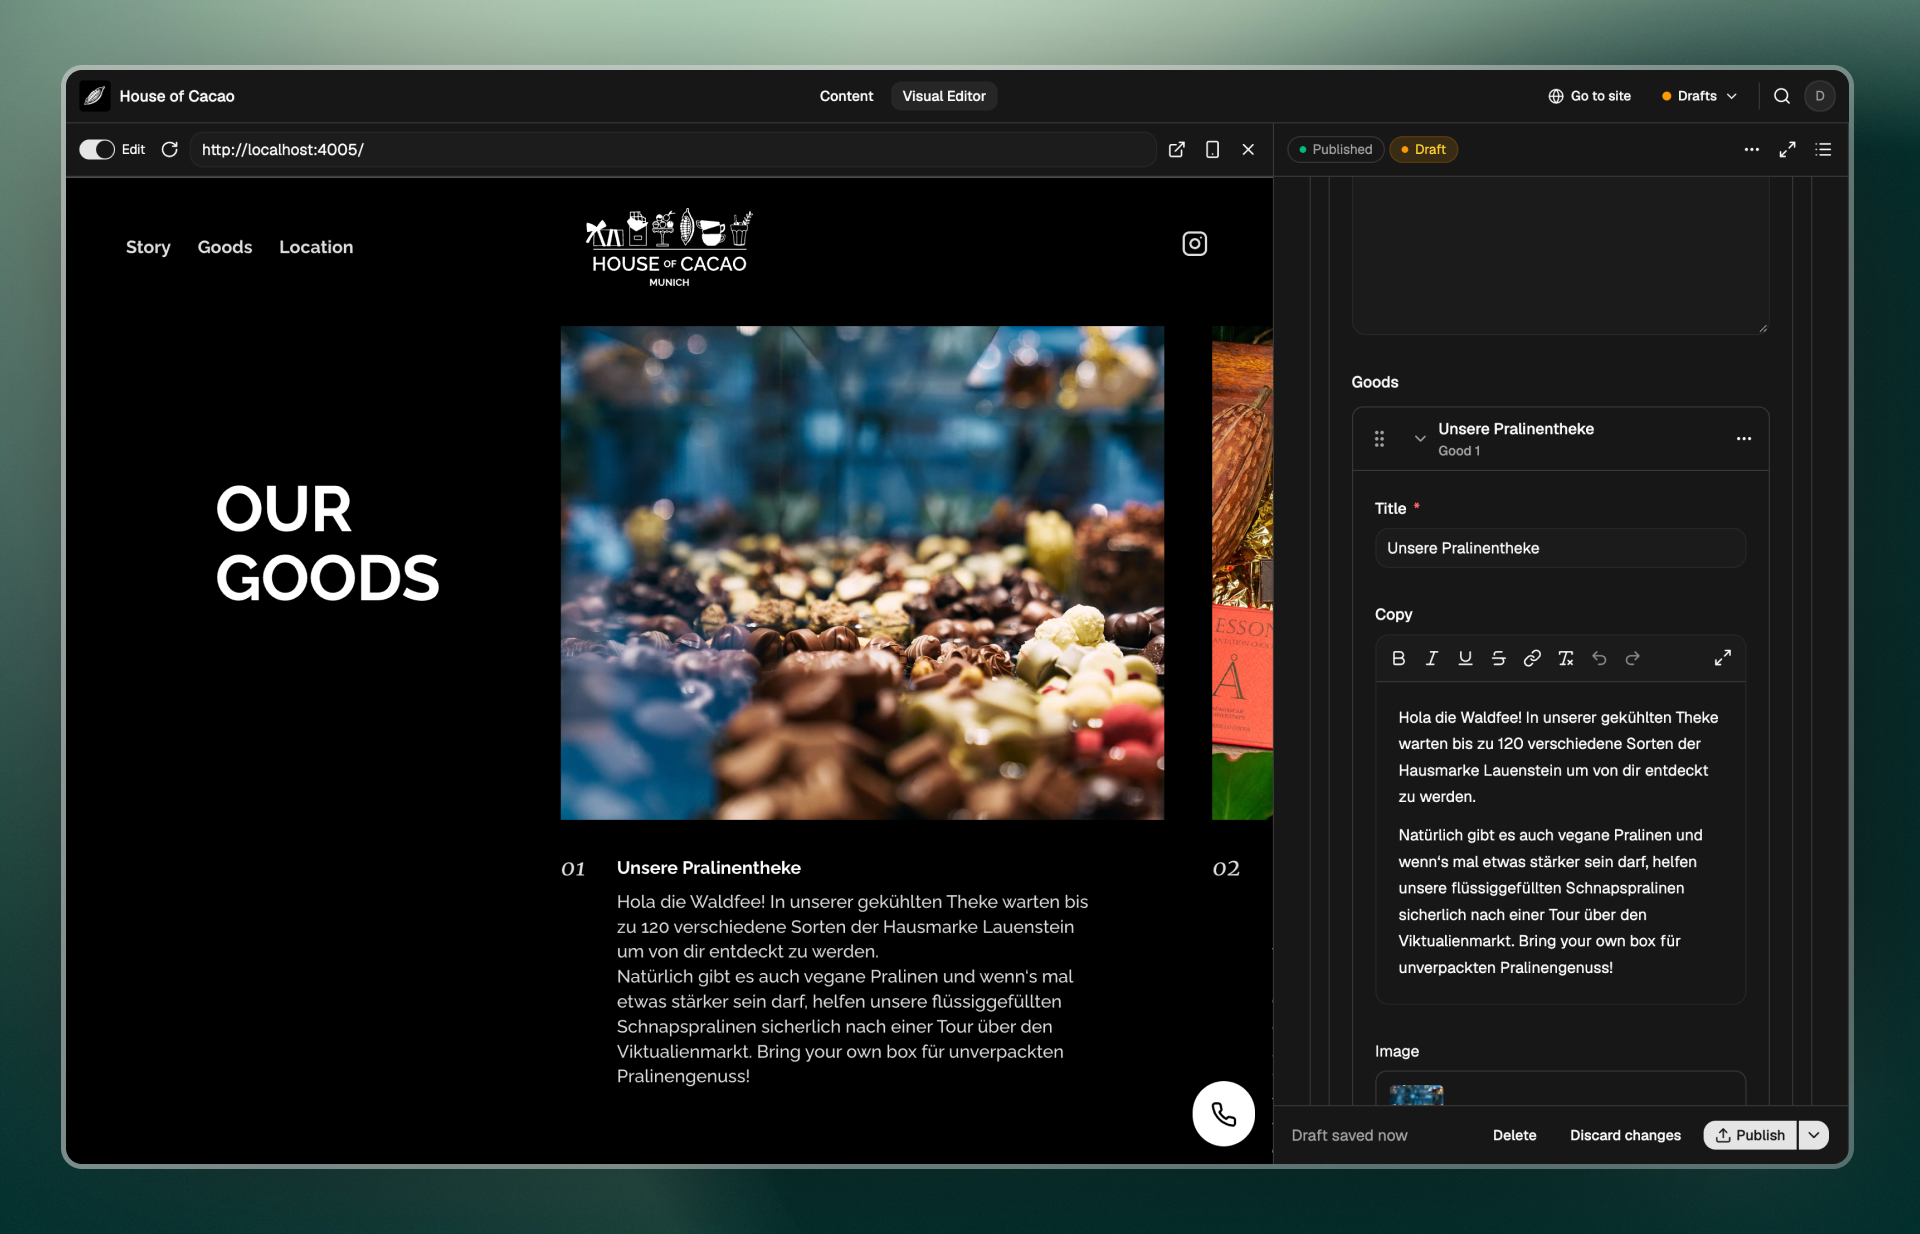 House of Cacao
Content
Visual Editor
Go to site
Drafts
D
Edit
http://localhost:4005/
Published
Draft
Story
Goods
Location
HOUSE OF CACAO
MUNICH
OUR
GOODS
01
Unsere Pralinentheke
Hola die Waldfee! In unserer gekühlten Theke warten bis
zu 120 verschiedene Sorten der Hausmarke Lauenstein
um von dir entdeckt zu werden.
Natürlich gibt es auch vegane Pralinen und wenn's mal
etwas stärker sein darf, helfen unsere flüssiggefüllten
Schnapspralinen sicherlich nach einer Tour über den
Viktualienmarkt. Bring your own box für unverpackten
Pralinengenuss!
02
Goods
Unsere Pralinentheke
Good 1
Title *
Unsere Pralinentheke
Copy
Hola die Waldfee! In unserer gekühlten Theke
warten bis zu 120 verschiedene Sorten der
Hausmarke Lauenstein um von dir entdeckt
zu werden.
Natürlich gibt es auch vegane Pralinen und
wenn's mal etwas stärker sein darf, helfen
unsere flüssiggefüllten Schnapspralinen
sicherlich nach einer Tour über den
Viktualienmarkt. Bring your own box für
unverpackten Pralinengenuss!
Image
Draft saved now
Delete
Discard changes
Publish